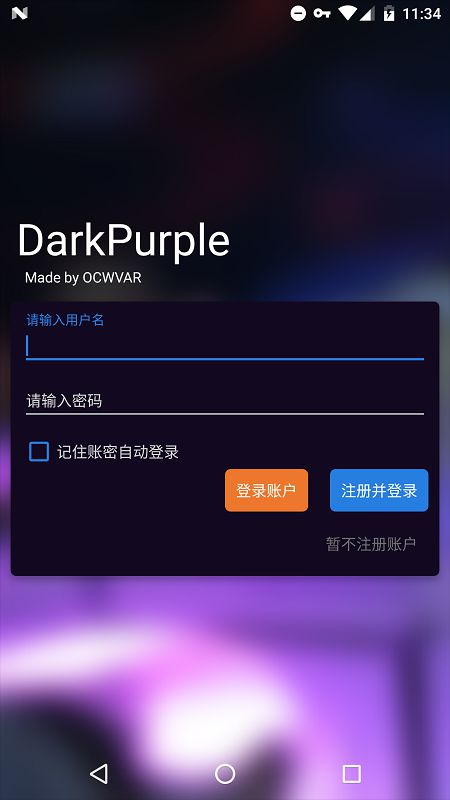 11:34
DarkPurple
Made by OCWVAR
请输入用户名
请输入密码
记住账密自动登录
登录账户
注册并登录
暂不注册账户